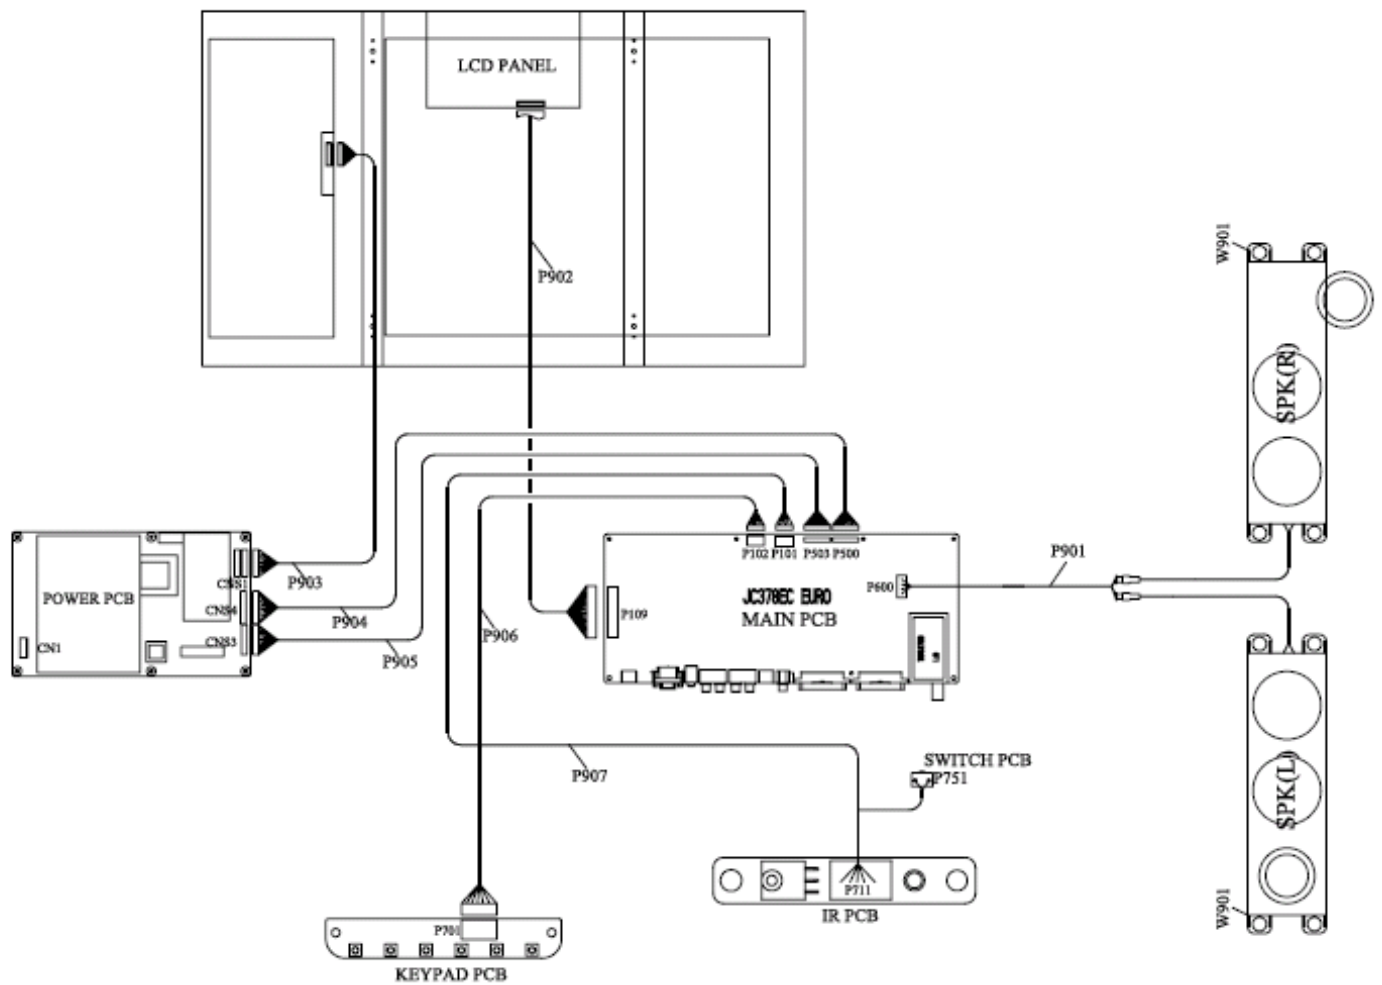 LCD PANEL
P902
W901
SPK(R)
P102
P101
P503
P500
P901
CNS1
P903
POWER PCB
CNS4
P904
CNS3
P905
CN1
P906
P109
JC378EC EURO
MAIN PCB
P600
P907
SWITCH PCB
P751
SPK(L)
P711
IR PCB
W901
P701
KEYPAD PCB